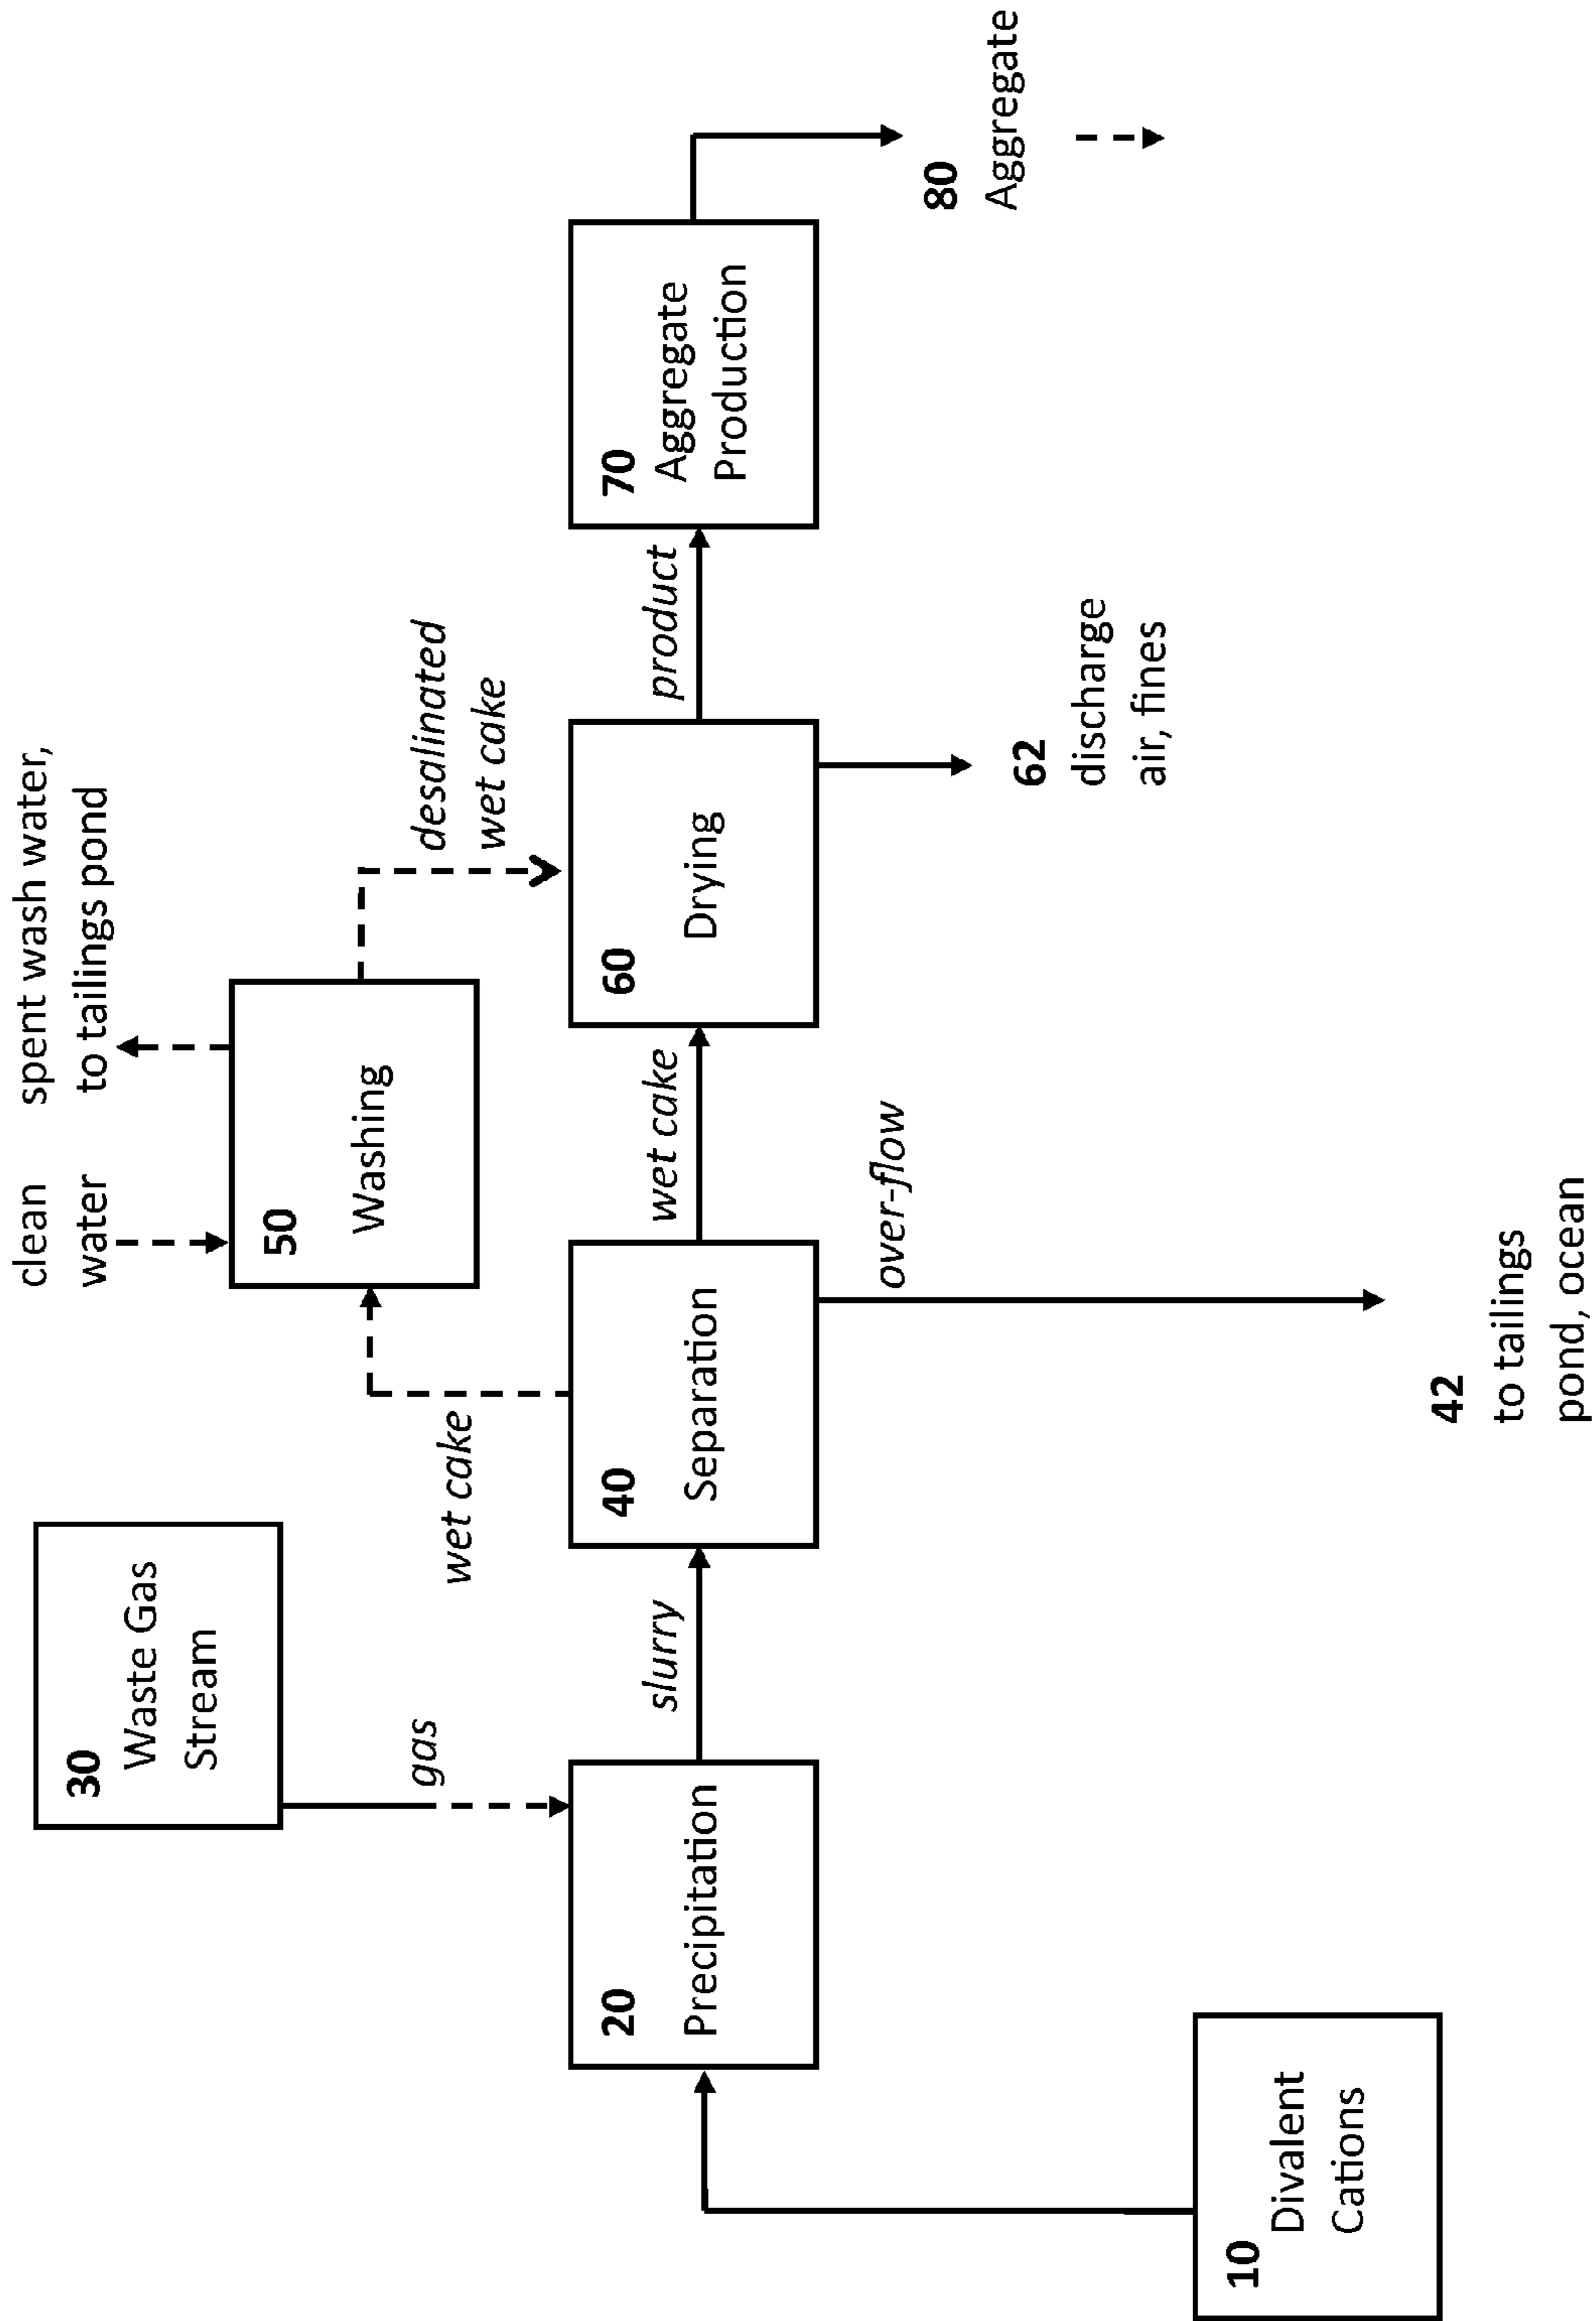 clean
water
spent wash water,
to tailings pond
30
Waste Gas
Stream
50
Washing
gas
wet cake
desalinated
wet cake
20
Precipitation
slurry
40
Separation
wet cake
60
Drying
product
70
Aggregate
Production
over-flow
80
Aggregate
62
discharge
air, fines
10
Divalent
Cations
42
to tailings
pond, ocean